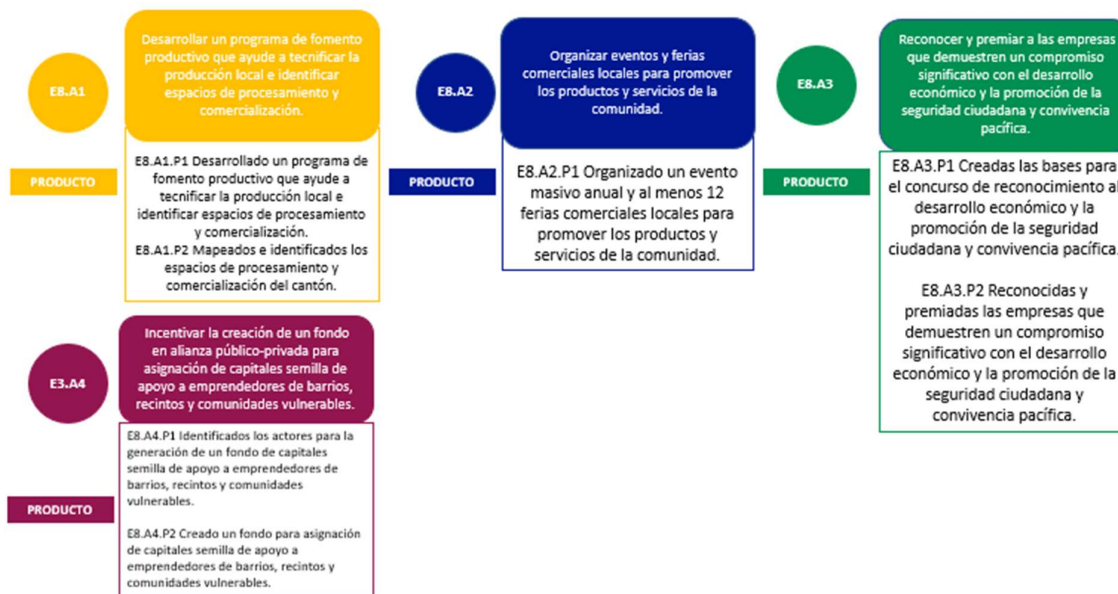 E8.A1
Desarrollar un programa de fomento
productivo que ayude a tecnificar la
producción local e identificar
espacios de procesamiento y
comercialización.
PRODUCTO
E8.A1.P1 Desarrollado un programa de
fomento productivo que ayude a
tecnificar la producción local e
identificar espacios de procesamiento
y comercialización.
E8.A1.P2 Mapeados e identificados los
espacios de procesamiento y
comercialización del cantón.
E8.A2
Organizar eventos y ferias
comerciales locales para promover
los productos y servicios de la
comunidad.
PRODUCTO
E8.A2.P1 Organizado un evento
masivo anual y al menos 12
ferias comerciales locales para
promover los productos y
servicios de la comunidad.
E8.A3
Reconocer y premiar a las empresas
que demuestren un compromiso
significativo con el desarrollo
económico y la promoción de la
seguridad ciudadana y convivencia
pacífica.
PRODUCTO
E8.A3.P1 Creadas las bases para
el concurso de reconocimiento al
desarrollo económico y la
promoción de la seguridad
ciudadana y convivencia pacífica.
E8.A3.P2 Reconocidas y
premiadas las empresas que
demuestren un compromiso
significativo con el desarrollo
económico y la promoción de la
seguridad ciudadana y
convivencia pacífica.
E3.A4
Incentivar la creación de un fondo
en alianza público-privada para
asignación de capitales semilla de
apoyo a emprendedores de barrios,
recintos y comunidades vulnerables.
PRODUCTO
E8.A4.P1 Identificados los actores para la
generación de un fondo de capitales
semilla de apoyo a emprendedores de
barrios, recintos y comunidades
vulnerables.
E8.A4.P2 Creado un fondo para asignación
de capitales semilla de apoyo a
emprendedores de barrios, recintos y
comunidades vulnerables.